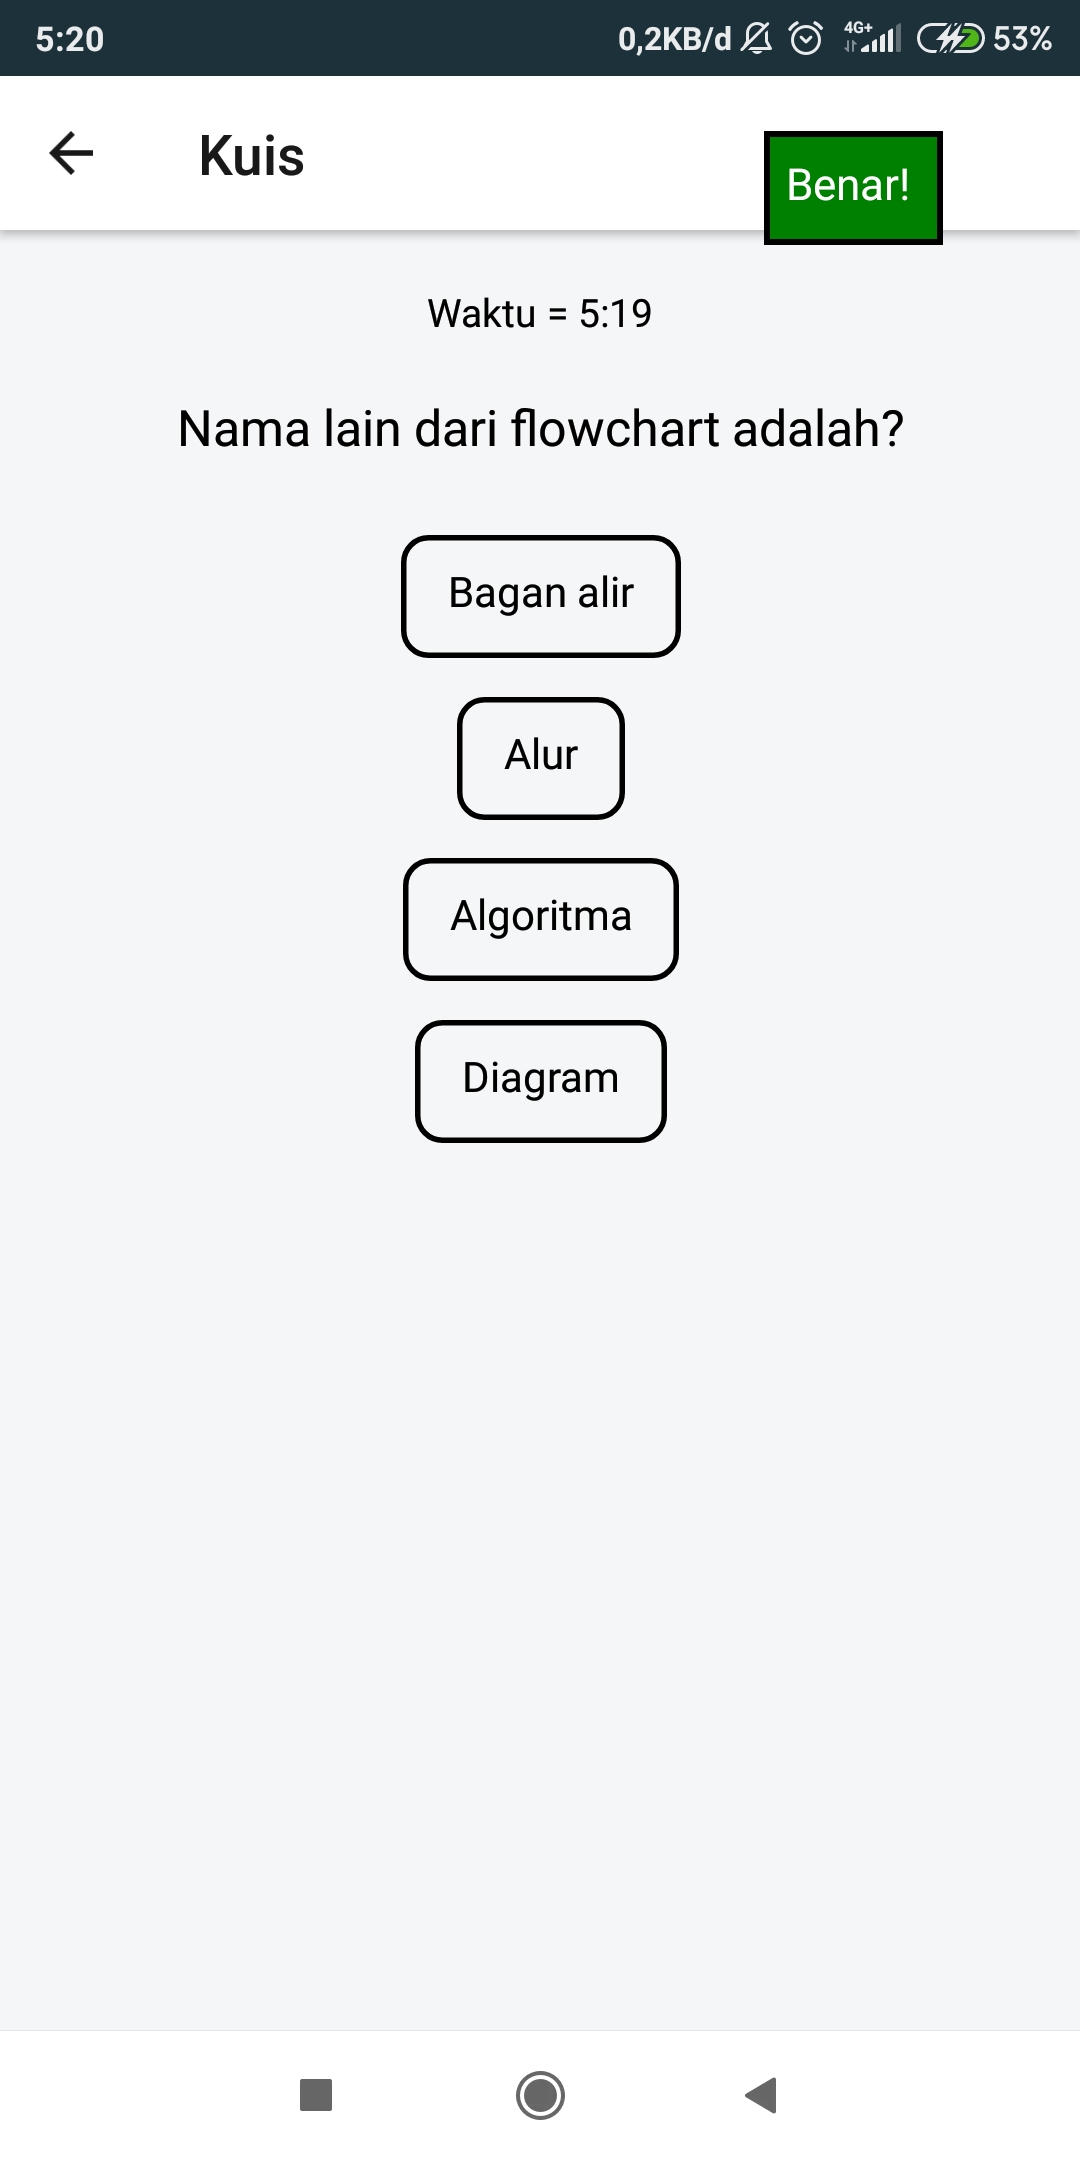 5:20
0,2KB/d 4G+ 53%
Kuis
Benar!
Waktu = 5:19
Nama lain dari flowchart adalah?
Bagan alir
Alur
Algoritma
Diagram